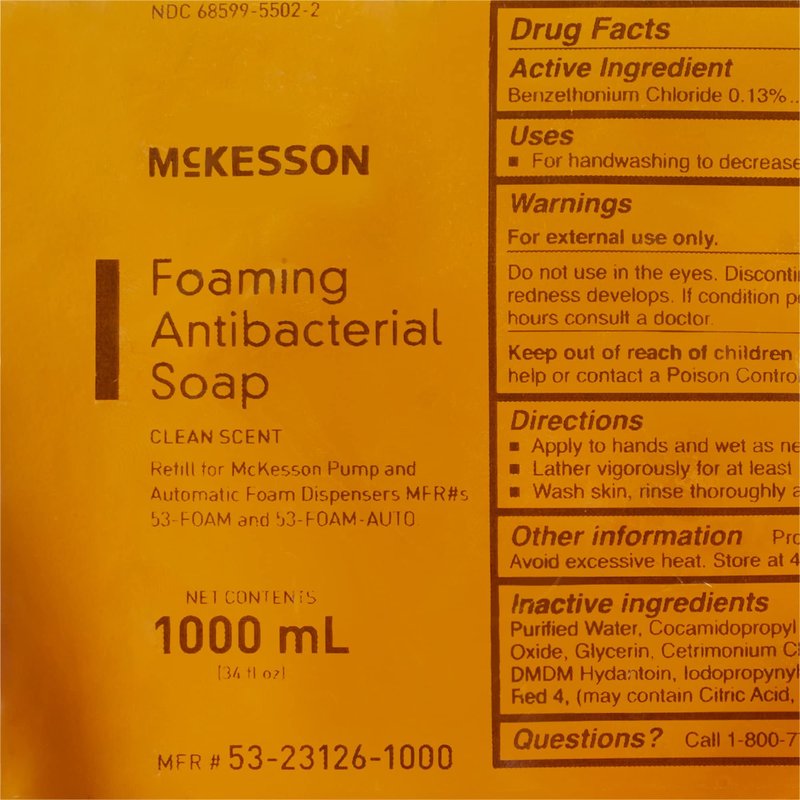 NDC 68599-5502-2
McKESSON
Foaming
Antibacterial
Soap
CLEAN SCENT
Refill for McKesson Pump and
Automatic Foam Dispensers MFR#s
53-FOAM and 53-FOAM-AUTO
NET CONTENTS
1000 mL
(34 fl oz)
MFR # 53-23126-1000
Drug Facts
Active Ingredient
Benzethonium Chloride 0.13%..
Uses
▪ For handwashing to decrease
Warnings
For external use only.
Do not use in the eyes. Disconti
redness develops. If condition p
hours consult a doctor.
Keep out of reach of children
help or contact a Poison Contro
Directions
▪ Apply to hands and wet as ne
▪ Lather vigorously for at least
▪ Wash skin, rinse thoroughly a
Other information Pro
Avoid excessive heat. Store at 4
Inactive ingredients
Purified Water, Cocamidopropyl
Oxide, Glycerin, Cetrimonium C
DMDM Hydantoin, Iodopropynyl
Red 4, (may contain Citric Acid,
Questions? Call 1-800-7